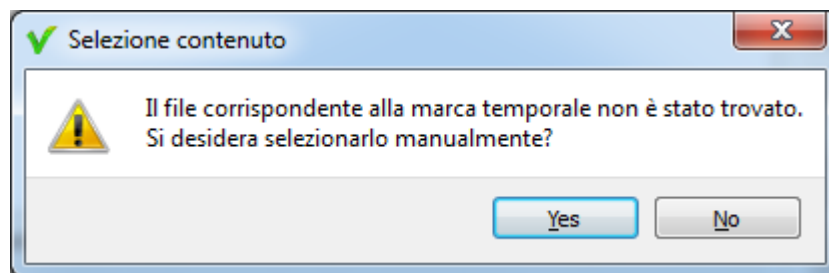 Selezione contenuto
Il file corrispondente alla marca temporale non è stato trovato.
Si desidera selezionarlo manualmente?
Yes
No